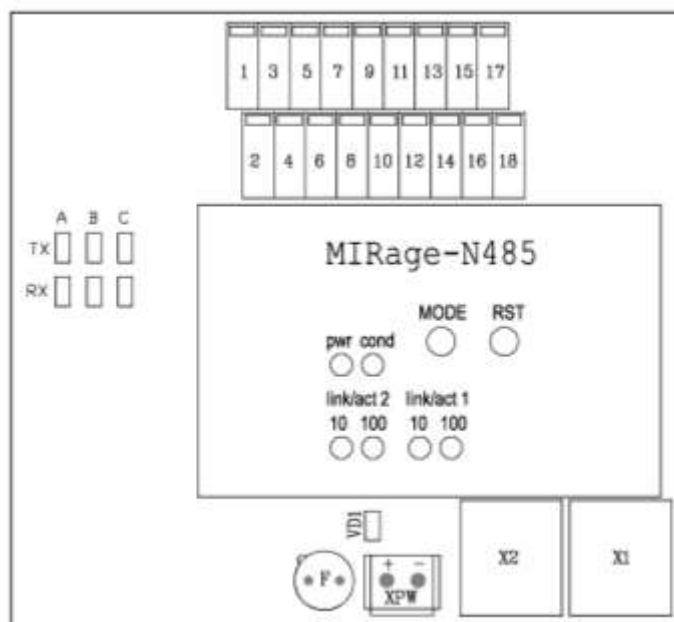 1 3 5 7 9 11 13 15 17
2 4 6 8 10 12 14 16 18
A B C
TX
RX
MIRage-N485
MODE RST
pwr cond
link/act 2 link/act 1
10 100 10 100
VD1
X2 X1
F
+ -
XPW